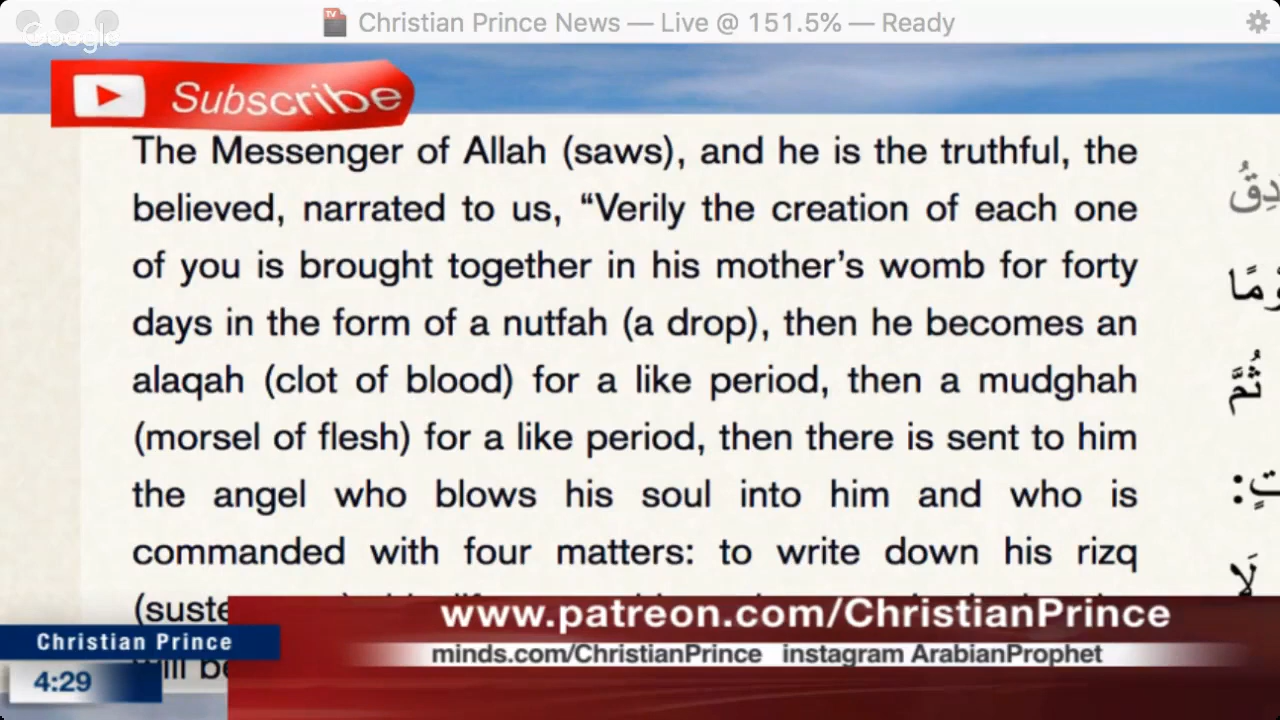 Christian Prince News — Live @ 151.5% — Ready
Google
Subscribe
The Messenger of Allah (saws), and he is the truthful, the
believed, narrated to us, “Verily the creation of each one
of you is brought together in his mother’s womb for forty
days in the form of a nutfah (a drop), then he becomes an
alaqah (clot of blood) for a like period, then a mudghah
(morsel of flesh) for a like period, then there is sent to him
the angel who blows his soul into him and who is
commanded with four matters: to write down his rizq
ثُمَّ
لَا
www.patreon.com/ChristianPrince
minds.com/ChristianPrince instagram ArabianProphet
Christian Prince
4:29